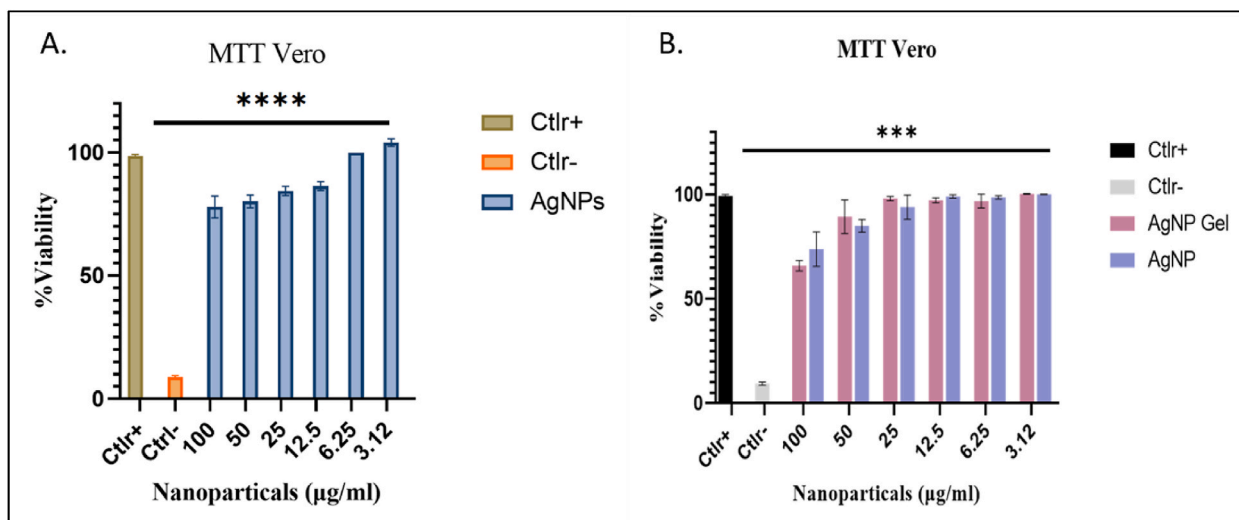 A.
MTT Vero
****
% Viability
100
50
0
Ctlr+
Ctrl-
100
50
25
12.5
6.25
3.12
Nanoparticals (µg/ml)
Ctlr+
Ctlr-
AgNPs
B.
MTT Vero
***
% Viability
100
50
0
Ctlr+
Ctlr-
100
50
25
12.5
6.25
3.12
Nanoparticals (µg/ml)
Ctlr+
Ctlr-
AgNP Gel
AgNP